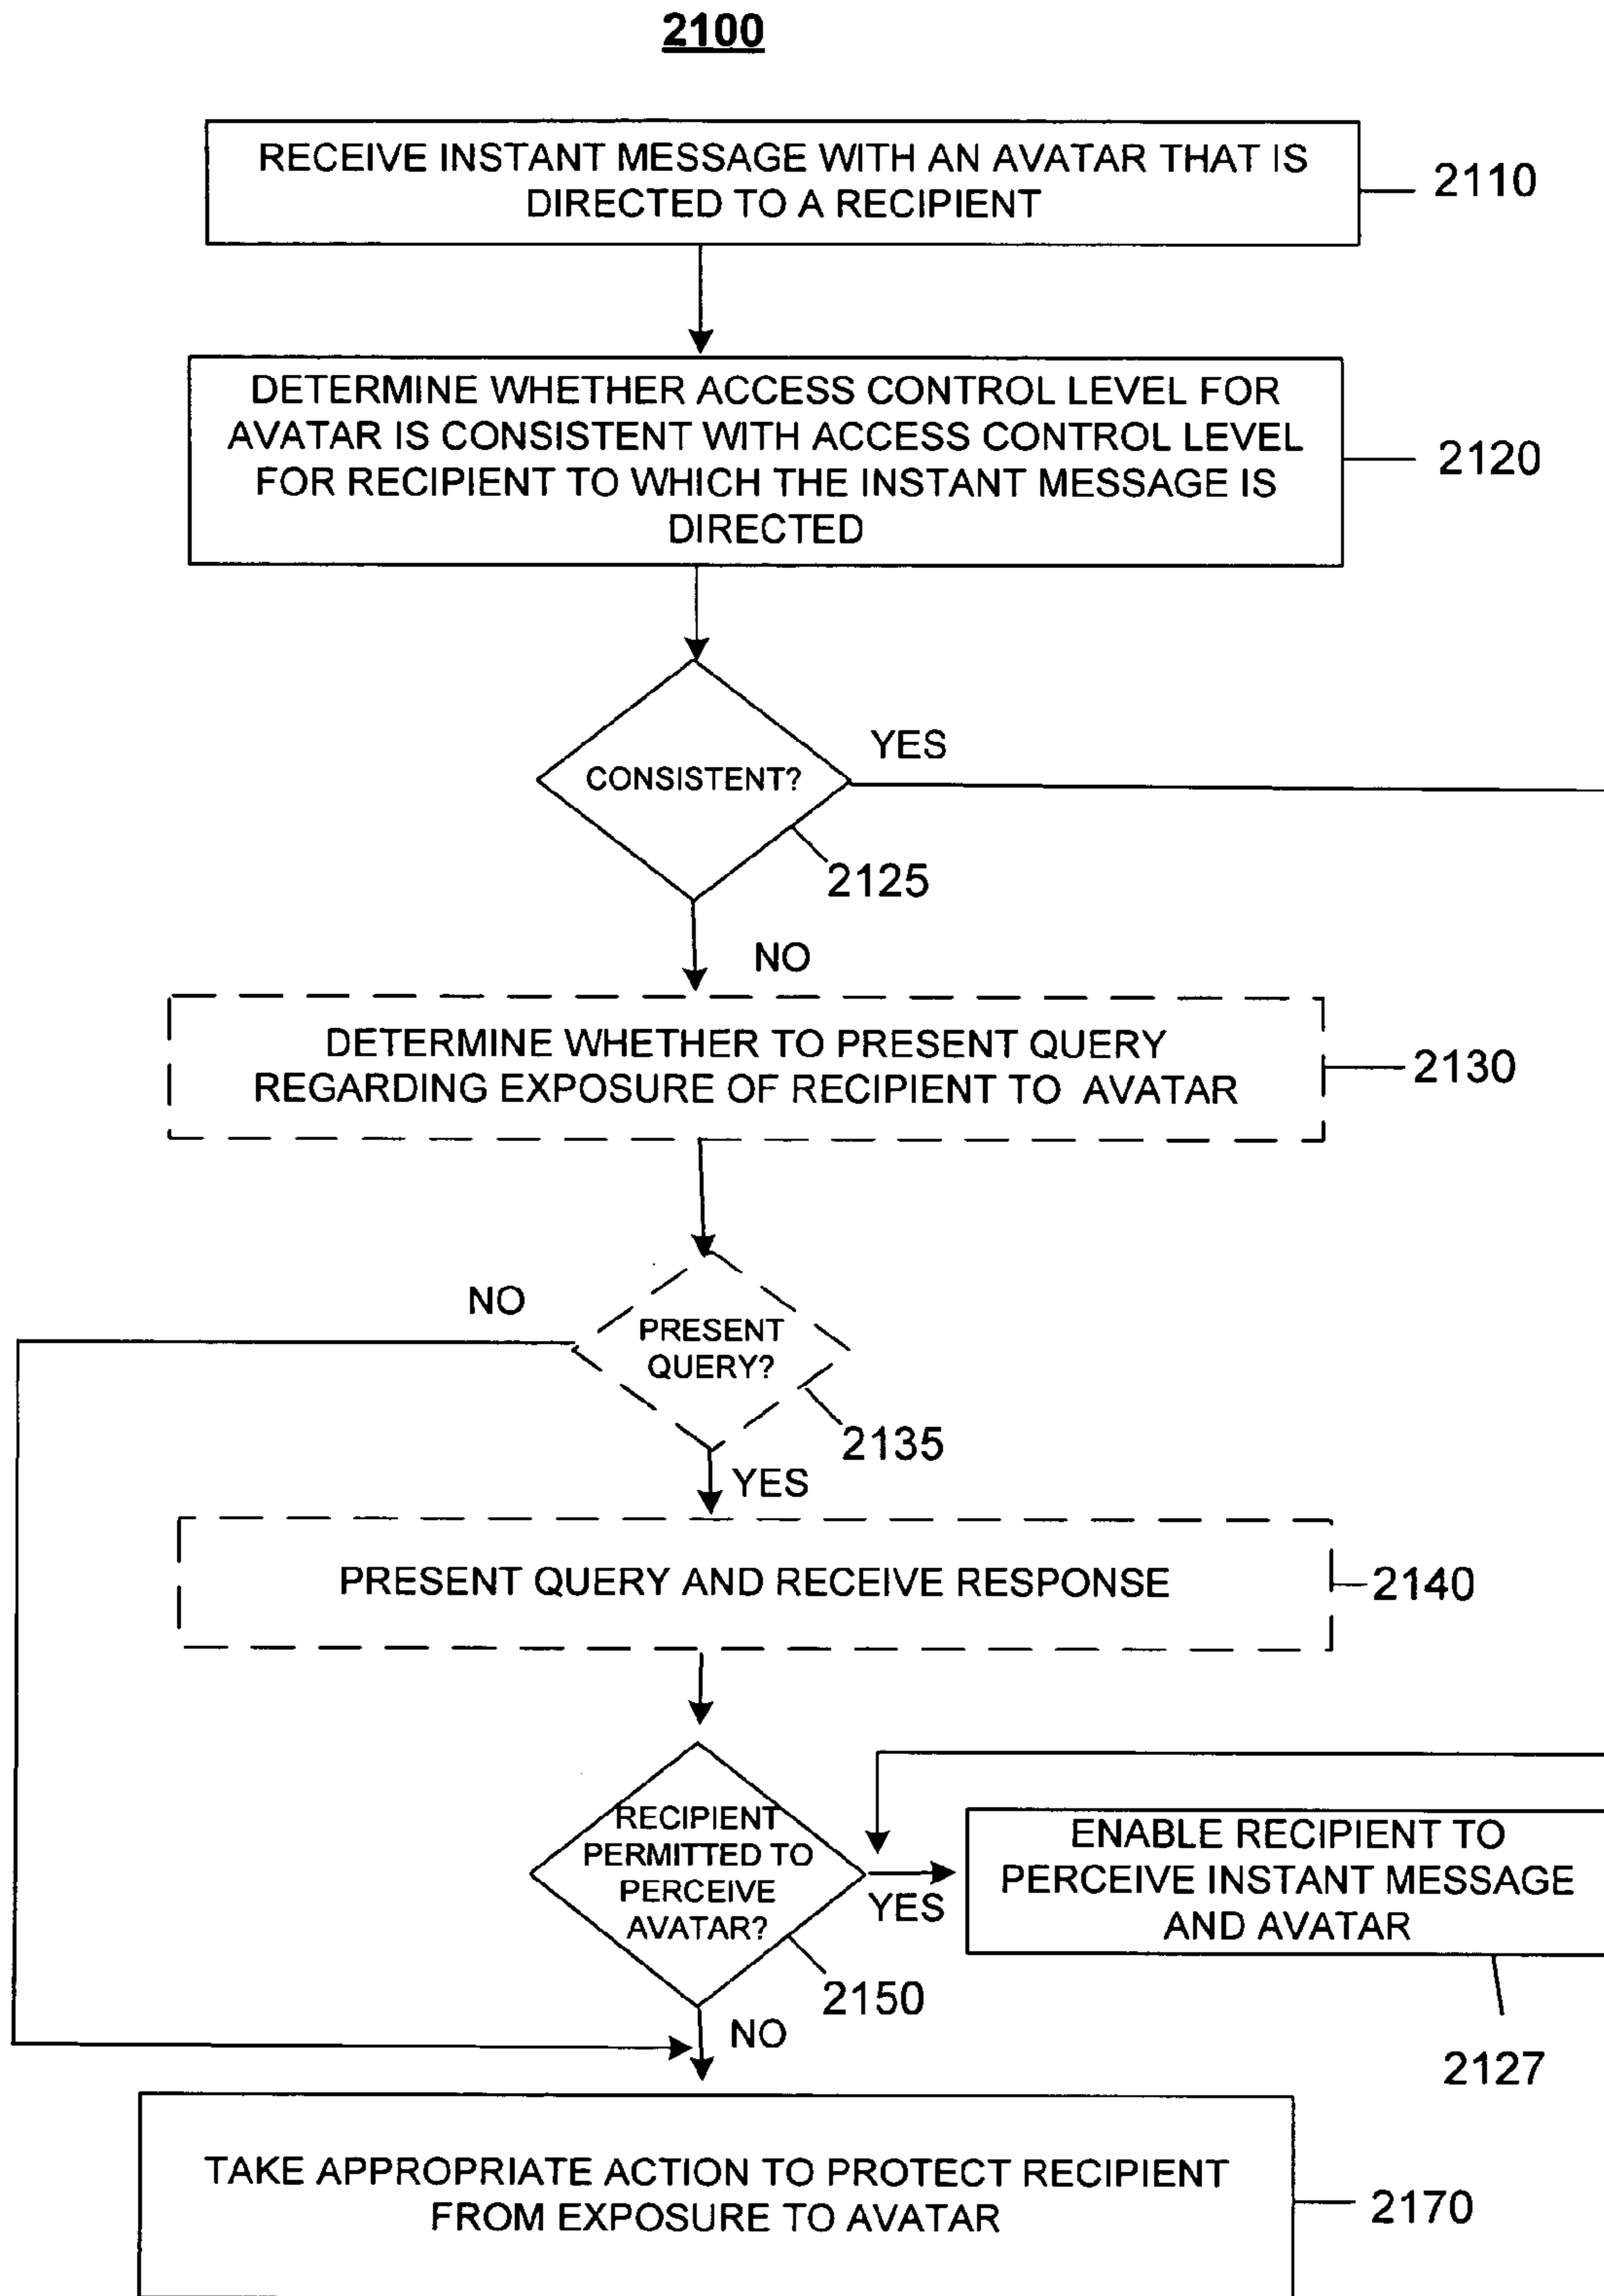 2100
RECEIVE INSTANT MESSAGE WITH AN AVATAR THAT IS
DIRECTED TO A RECIPIENT
2110
DETERMINE WHETHER ACCESS CONTROL LEVEL FOR
AVATAR IS CONSISTENT WITH ACCESS CONTROL LEVEL
FOR RECIPIENT TO WHICH THE INSTANT MESSAGE IS
DIRECTED
2120
CONSISTENT?
YES
2125
NO
DETERMINE WHETHER TO PRESENT QUERY
REGARDING EXPOSURE OF RECIPIENT TO AVATAR
2130
NO
PRESENT
QUERY?
2135
YES
PRESENT QUERY AND RECEIVE RESPONSE
2140
RECIPIENT
PERMITTED TO
PERCEIVE
AVATAR?
YES
2150
ENABLE RECIPIENT TO
PERCEIVE INSTANT MESSAGE
AND AVATAR
2127
NO
TAKE APPROPRIATE ACTION TO PROTECT RECIPIENT
FROM EXPOSURE TO AVATAR
2170